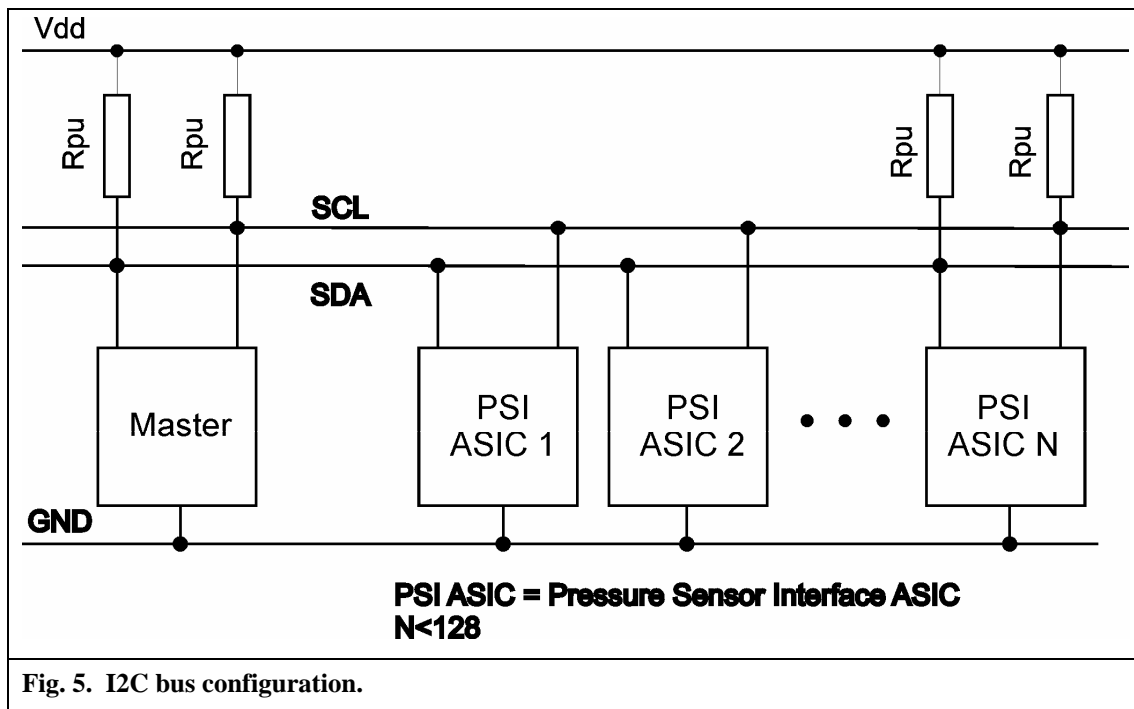 Vdd
Rpu
Rpu
Rpu
Rpu
SCL
SDA
Master
PSI
ASIC 1
PSI
ASIC 2
• • •
PSI
ASIC N
GND
PSI ASIC = Pressure Sensor Interface ASIC
N<128
Fig. 5. I2C bus configuration.